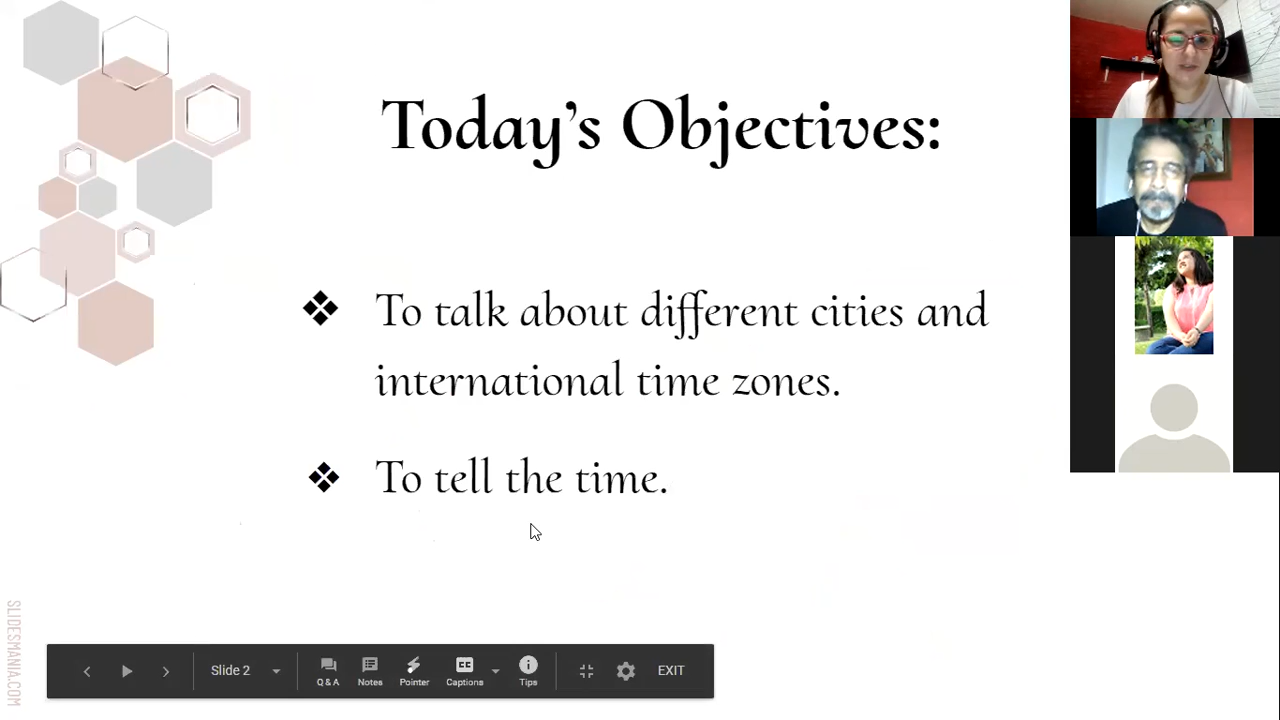 Today's Objectives:
❖ To talk about different cities and
international time zones.
❖ To tell the time.
SLIDESMANIA.COM
Slide 2
Q & A
Notes
Pointer
CC
Captions
Tips
EXIT